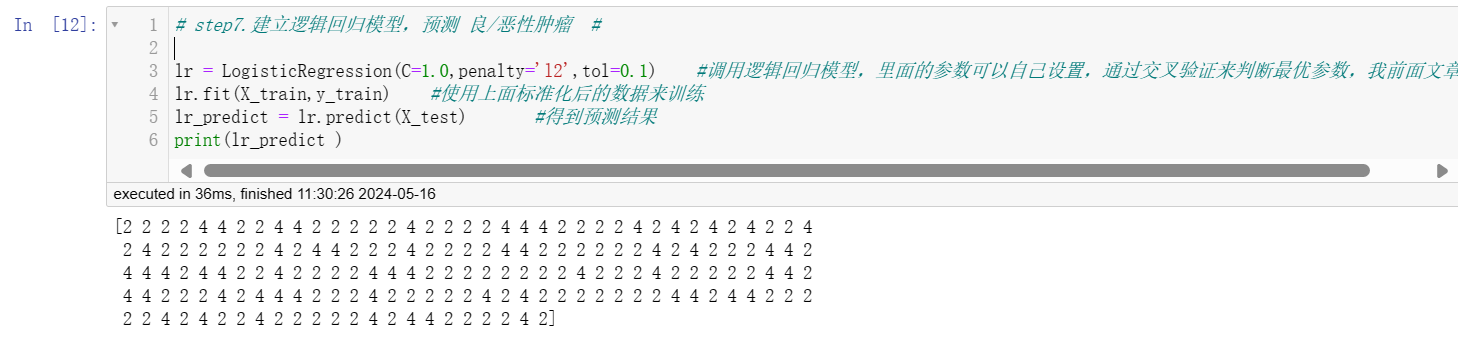 In [12]:
1 # step7.建立逻辑回归模型，预测 良/恶性肿瘤  #
2
3 lr = LogisticRegression(C=1.0,penalty='l2',tol=0.1)    #调用逻辑回归模型，里面的参数可以自己设置，通过交叉验证来判断最优参数，我前面文章
4 lr.fit(X_train,y_train)    #使用上面标准化后的数据来训练
5 lr_predict = lr.predict(X_test)       #得到预测结果
6 print(lr_predict )
executed in 36ms, finished 11:30:26 2024-05-16
[2 2 2 2 4 4 2 2 4 4 2 2 2 2 2 4 2 2 2 2 4 4 4 2 2 2 2 4 2 4 2 4 2 4 2 2 4
2 4 2 2 2 2 2 2 4 2 4 4 2 2 2 4 2 2 2 2 4 4 2 2 2 2 2 2 4 2 4 2 2 2 4 4 2
4 4 4 2 4 4 2 2 4 2 2 2 2 4 4 4 2 2 2 2 2 2 2 2 4 2 2 2 4 2 2 2 2 2 4 4 2
4 4 2 2 2 4 2 4 4 4 2 2 2 4 2 2 2 2 2 4 2 4 2 2 2 2 2 2 2 4 4 2 4 4 2 2 2
2 2 4 2 4 2 2 4 2 2 2 2 2 4 2 4 4 2 2 2 2 4 2]